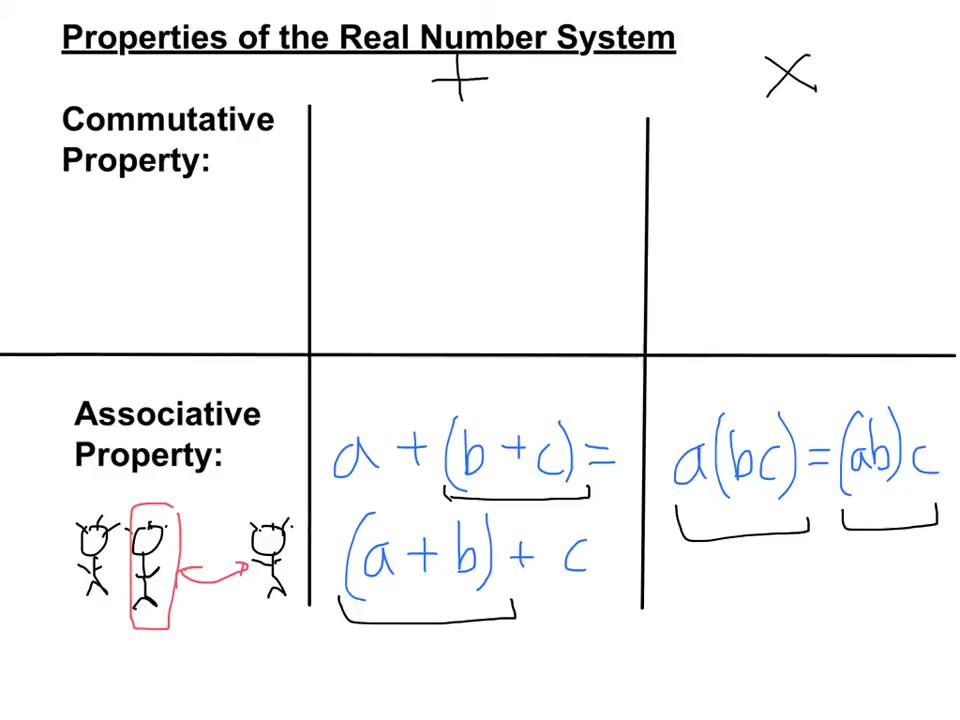 Properties of the Real Number System
+ ×
Commutative
Property:
Associative
Property:
a + (b + c) =
(a + b) + c
a(bc) = (ab)c